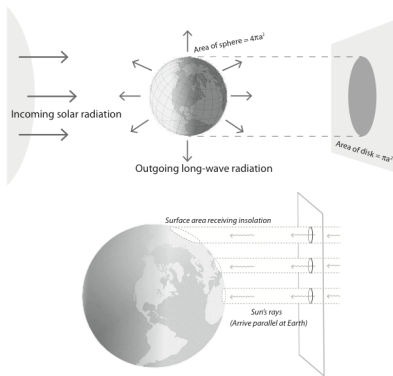 Area of sphere = 4πa²
Incoming solar radiation
Area of disk = πa²
Outgoing long-wave radiation
Surface area receiving insolation
Sun's rays
(Arrive parallel at Earth)